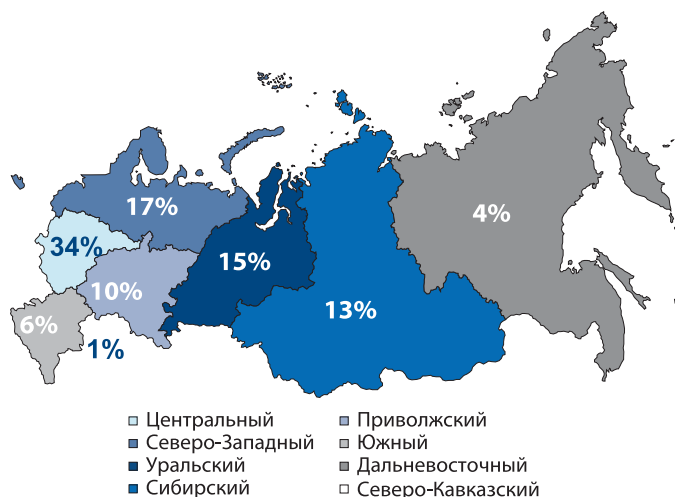 17%
4%
34%
15%
10%
13%
6%
1%
Центральный
Северо-Западный
Уральский
Сибирский
Приволжский
Южный
Дальневосточный
Северо-Кавказский